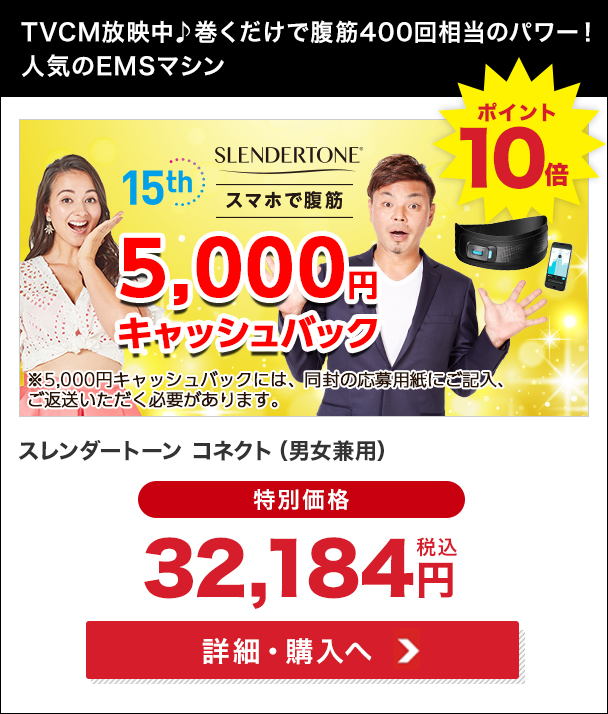 TVCM放映中♪巻くだけで腹筋400回相当のパワー!
人気のEMSマシン
ポイント
10倍
15th
SLENDERTONE®
スマホで腹筋
5,000円
キャッシュバック
※5,000円キャッシュバックには、同封の応募用紙にご記入、
ご返送いただく必要があります。
スレンダートーン コネクト(男女兼用)
特別価格
32,184円税込
詳細・購入へ